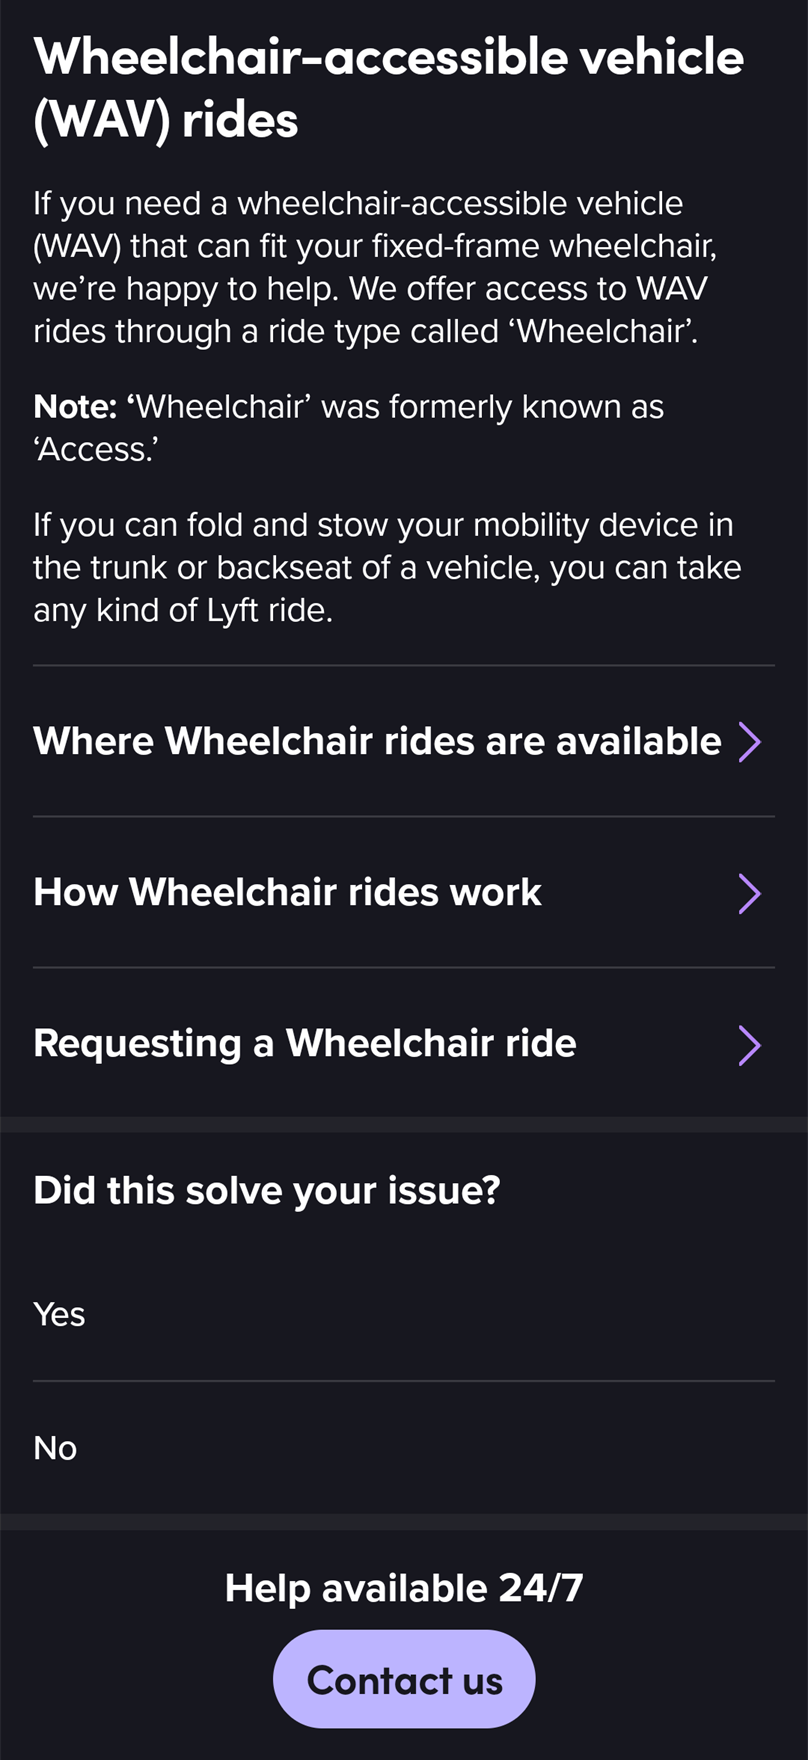 Wheelchair-accessible vehicle
(WAV) rides
If you need a wheelchair-accessible vehicle
(WAV) that can fit your fixed-frame wheelchair,
we’re happy to help. We offer access to WAV
rides through a ride type called ‘Wheelchair’.
Note: ‘Wheelchair’ was formerly known as
‘Access.’
If you can fold and stow your mobility device in
the trunk or backseat of a vehicle, you can take
any kind of Lyft ride.
Where Wheelchair rides are available
How Wheelchair rides work
Requesting a Wheelchair ride
Did this solve your issue?
Yes
No
Help available 24/7
Contact us